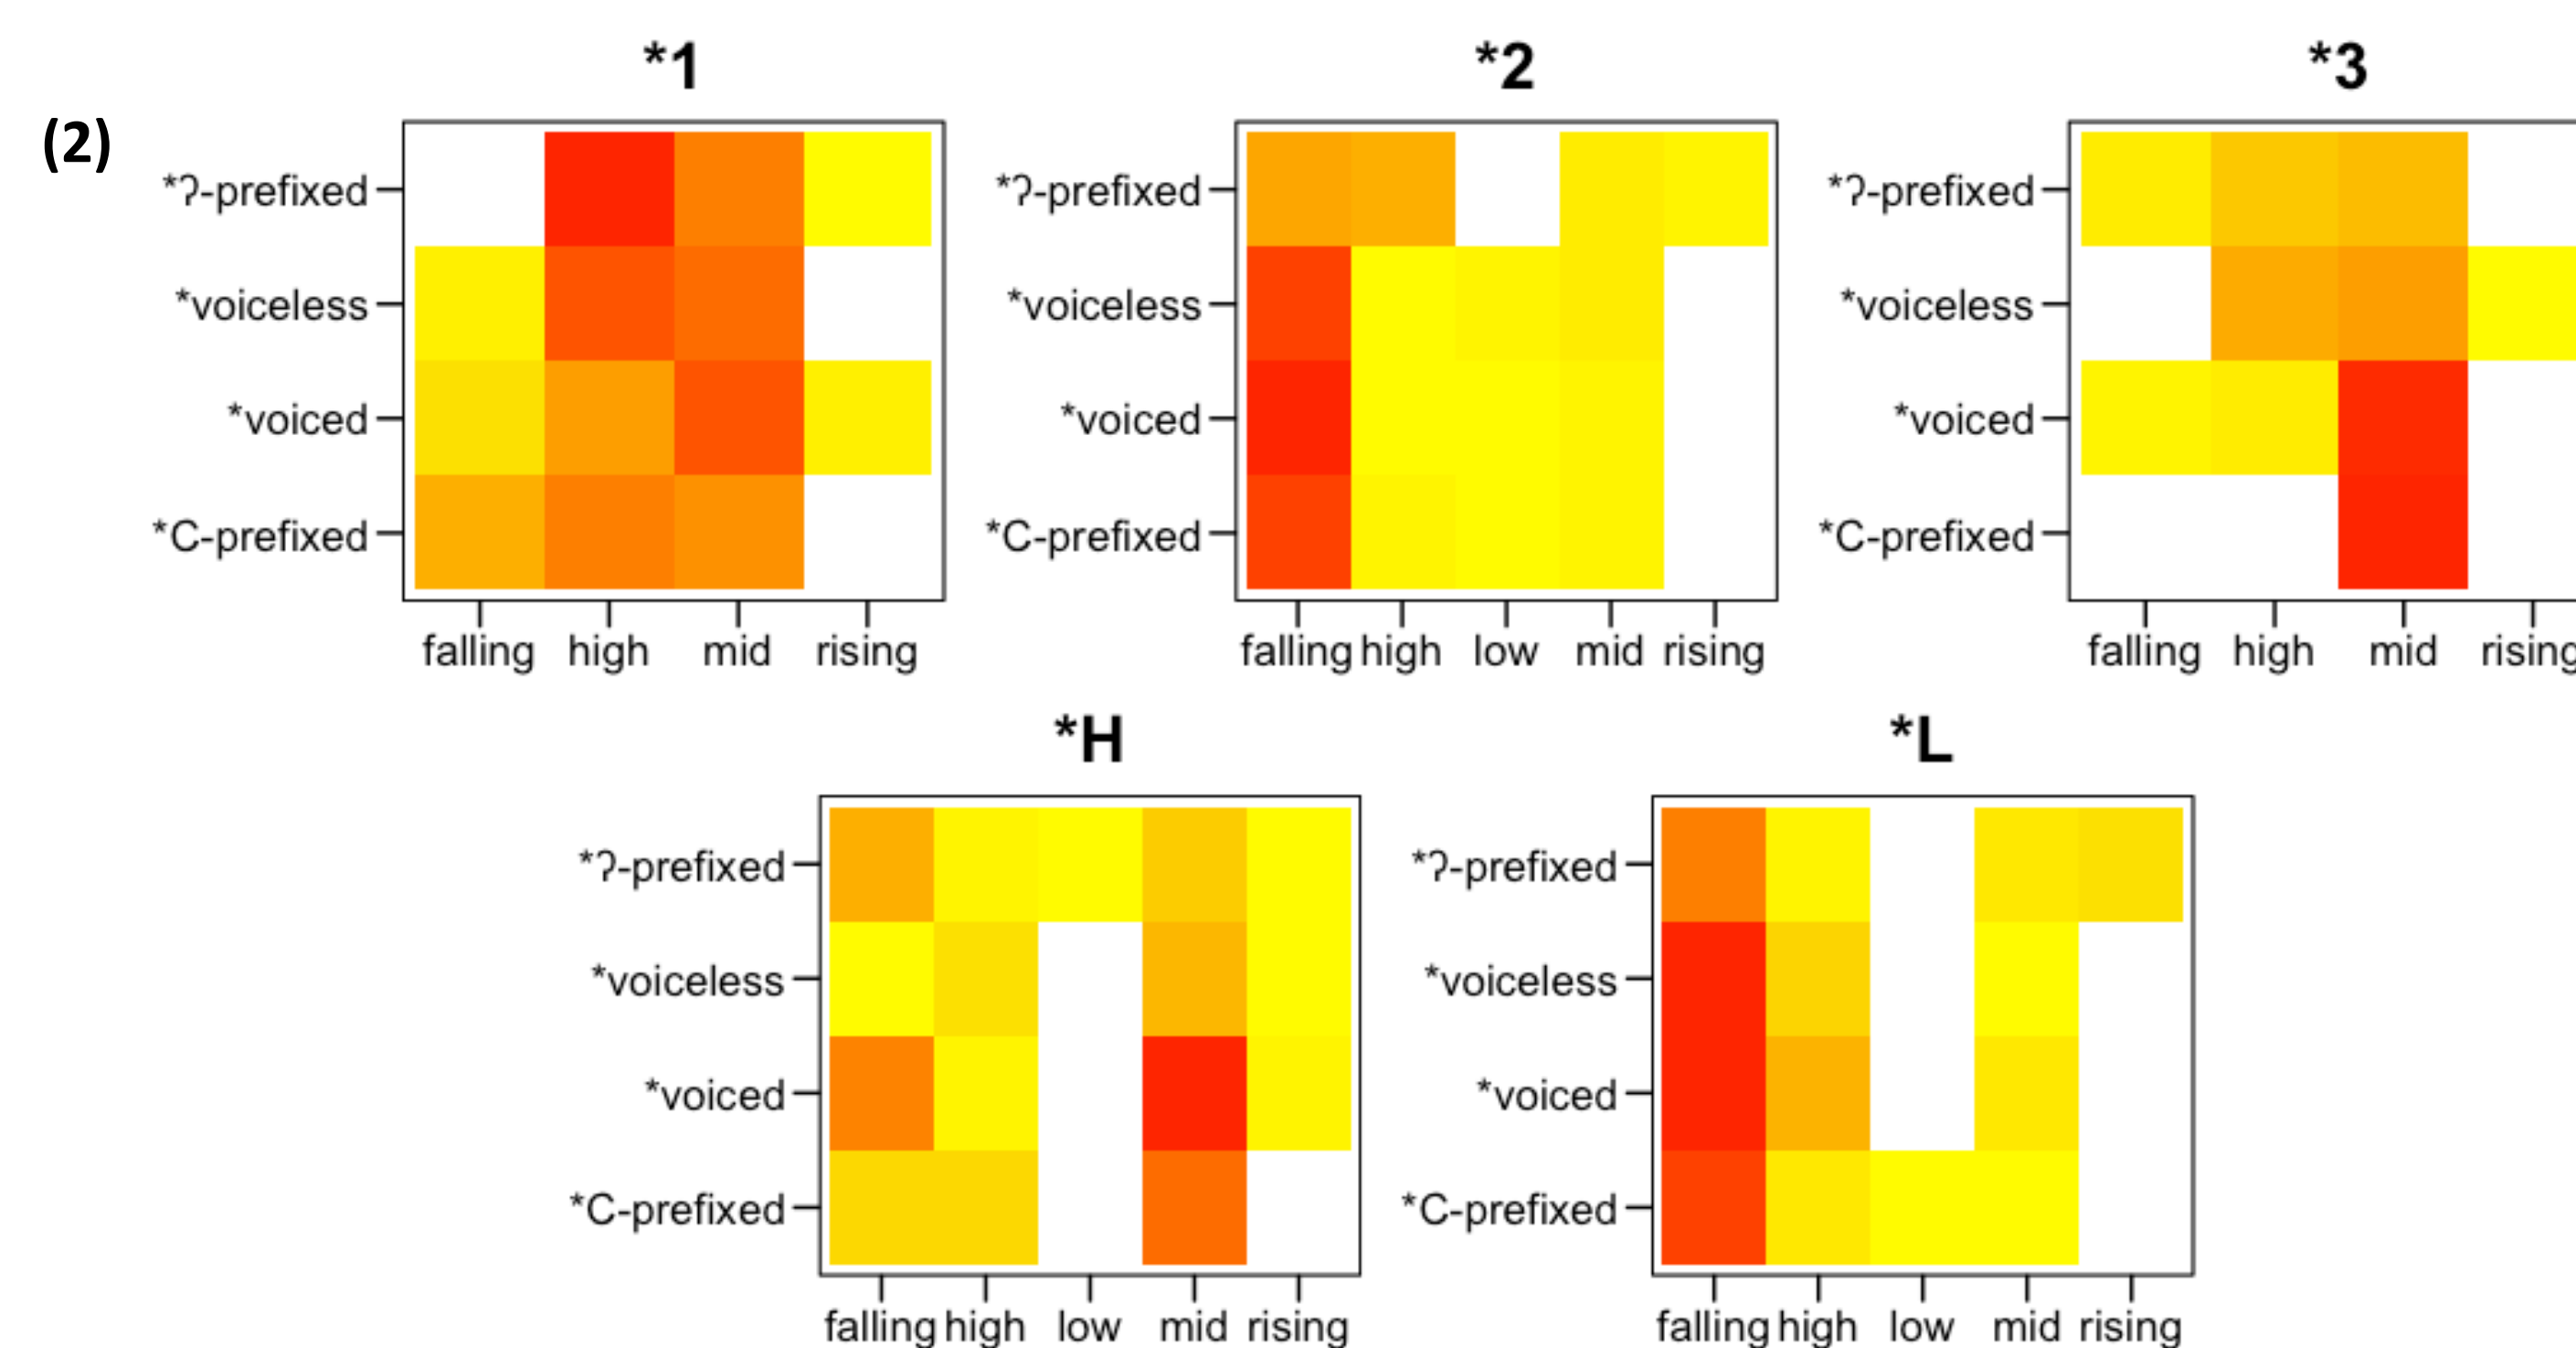 *1 *2 *3
(2)
*ʔ-prefixed *ʔ-prefixed *ʔ-prefixed
*voiceless *voiceless *voiceless
*voiced *voiced *voiced
*C-prefixed *C-prefixed *C-prefixed
falling high mid rising falling high low mid rising falling high mid rising
*H *L
*ʔ-prefixed *ʔ-prefixed
*voiceless *voiceless
*voiced *voiced
*C-prefixed *C-prefixed
falling high low mid rising falling high low mid rising